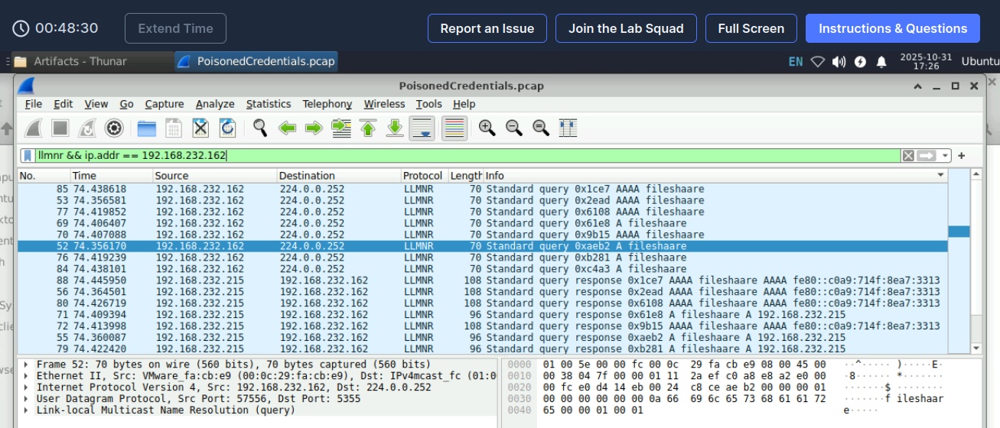 00:48:30 Extend Time Report an Issue Join the Lab Squad Full Screen Instructions & Questions
Artifacts - Thunar PoisonedCredentials.pcap EN 2025-10-31 17:26 Ubuntu
PoisonedCredentials.pcap
File Edit View Go Capture Analyze Statistics Telephony Wireless Tools Help
llmnr && ip.addr == 192.168.232.162
No. Time Source Destination Protocol Length Info
85 74.438618 192.168.232.162 224.0.0.252 LLMNR 70 Standard query 0x1ce7 AAAA fileshaare
53 74.356581 192.168.232.162 224.0.0.252 LLMNR 70 Standard query 0x2ead AAAA fileshaare
77 74.419852 192.168.232.162 224.0.0.252 LLMNR 70 Standard query 0x6108 AAAA fileshaare
69 74.406407 192.168.232.162 224.0.0.252 LLMNR 70 Standard query 0x61e8 A fileshaare
70 74.407088 192.168.232.162 224.0.0.252 LLMNR 70 Standard query 0x9b15 AAAA fileshaare
52 74.356170 192.168.232.162 224.0.0.252 LLMNR 70 Standard query 0xaeb2 A fileshaare
76 74.419239 192.168.232.162 224.0.0.252 LLMNR 70 Standard query 0xb281 A fileshaare
84 74.438101 192.168.232.162 224.0.0.252 LLMNR 70 Standard query 0xc4a3 A fileshaare
88 74.445950 192.168.232.215 192.168.232.162 LLMNR 108 Standard query response 0x1ce7 AAAA fileshaare AAAA fe80::c0a9:714f:8ea7:3313
56 74.364501 192.168.232.215 192.168.232.162 LLMNR 108 Standard query response 0x2ead AAAA fileshaare AAAA fe80::c0a9:714f:8ea7:3313
80 74.426719 192.168.232.215 192.168.232.162 LLMNR 108 Standard query response 0x6108 AAAA fileshaare AAAA fe80::c0a9:714f:8ea7:3313
71 74.409394 192.168.232.215 192.168.232.162 LLMNR 96 Standard query response 0x61e8 A fileshaare A 192.168.232.215
72 74.413998 192.168.232.215 192.168.232.162 LLMNR 108 Standard query response 0x9b15 AAAA fileshaare AAAA fe80::c0a9:714f:8ea7:3313
55 74.360087 192.168.232.215 192.168.232.162 LLMNR 96 Standard query response 0xaeb2 A fileshaare A 192.168.232.215
79 74.422420 192.168.232.215 192.168.232.162 LLMNR 96 Standard query response 0xb281 A fileshaare A 192.168.232.215
Frame 52: 70 bytes on wire (560 bits), 70 bytes captured (560 bits)
Ethernet II, Src: VMware_fa:cb:e9 (00:0c:29:fa:cb:e9), Dst: IPv4mcast_fc (01:0
Internet Protocol Version 4, Src: 192.168.232.162, Dst: 224.0.0.252
User Datagram Protocol, Src Port: 57556, Dst Port: 5355
Link-local Multicast Name Resolution (query)
0000 01 00 5e 00 00 fc 00 0c 29 fa cb e9 08 00 45 00 ··^····· )·····E·
0010 00 38 04 7f 00 00 01 11 2a ef c0 a8 e8 a2 e0 00 ·8······ *·······
0020 00 fc e0 d4 14 eb 00 24 c8 ce ae b2 00 00 00 01 ·······$ ········
0030 00 00 00 00 00 00 0a 66 69 6c 65 73 68 61 61 72 ·······f ileshaar
0040 65 00 00 01 00 01 e·····